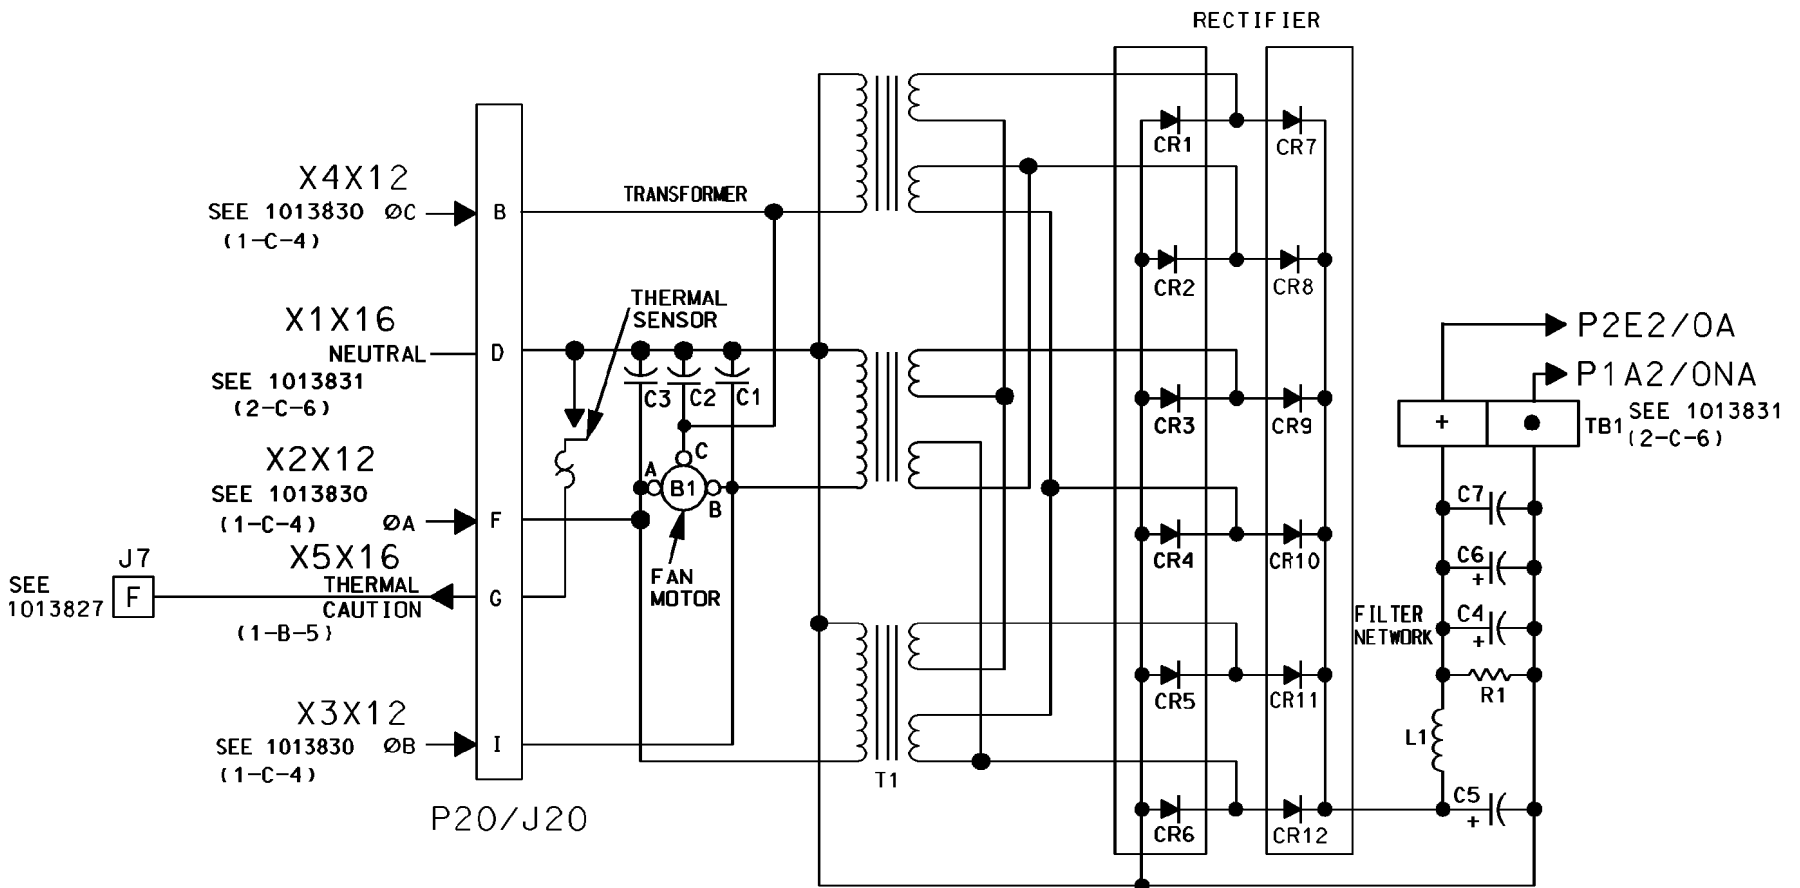 RECTIFIER
CR1
CR7
X4X12
TRANSFORMER
SEE 1013830 ØC
B
(1-C-4)
CR2
CR8
THERMAL
SENSOR
X1X16
NEUTRAL
D
P2E2/0A
SEE 1013831
(2-C-6)
P1A2/0NA
C3
C2
C1
CR3
CR9
+
TB1
SEE 1013831
(2-C-6)
X2X12
A
C
B1
B
SEE 1013830
(1-C-4)
ØA
F
C7
J7
X5X16
CR4
CR10
C6
+
SEE
1013827
F
THERMAL
CAUTION
G
(1-B-5)
FAN
MOTOR
FILTER
NETWORK
C4
+
R1
X3X12
CR5
CR11
SEE 1013830 ØB
I
(1-C-4)
L1
T1
C5
+
P20/J20
CR6
CR12